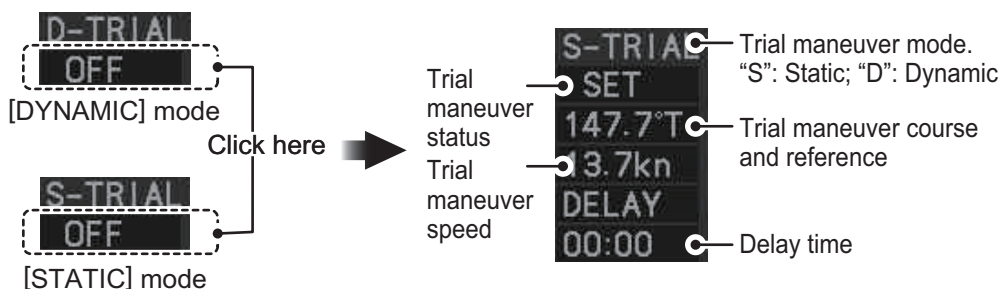 D-TRIAL
OFF
[DYNAMIC] mode
Click here
S-TRIAL
OFF
[STATIC] mode
Trial
maneuver
status
Trial
maneuver
speed
S-TRIAL
SET
147.7°T
13.7kn
DELAY
00:00
Trial maneuver mode.
“S”: Static; “D”: Dynamic
Trial maneuver course
and reference
Delay time